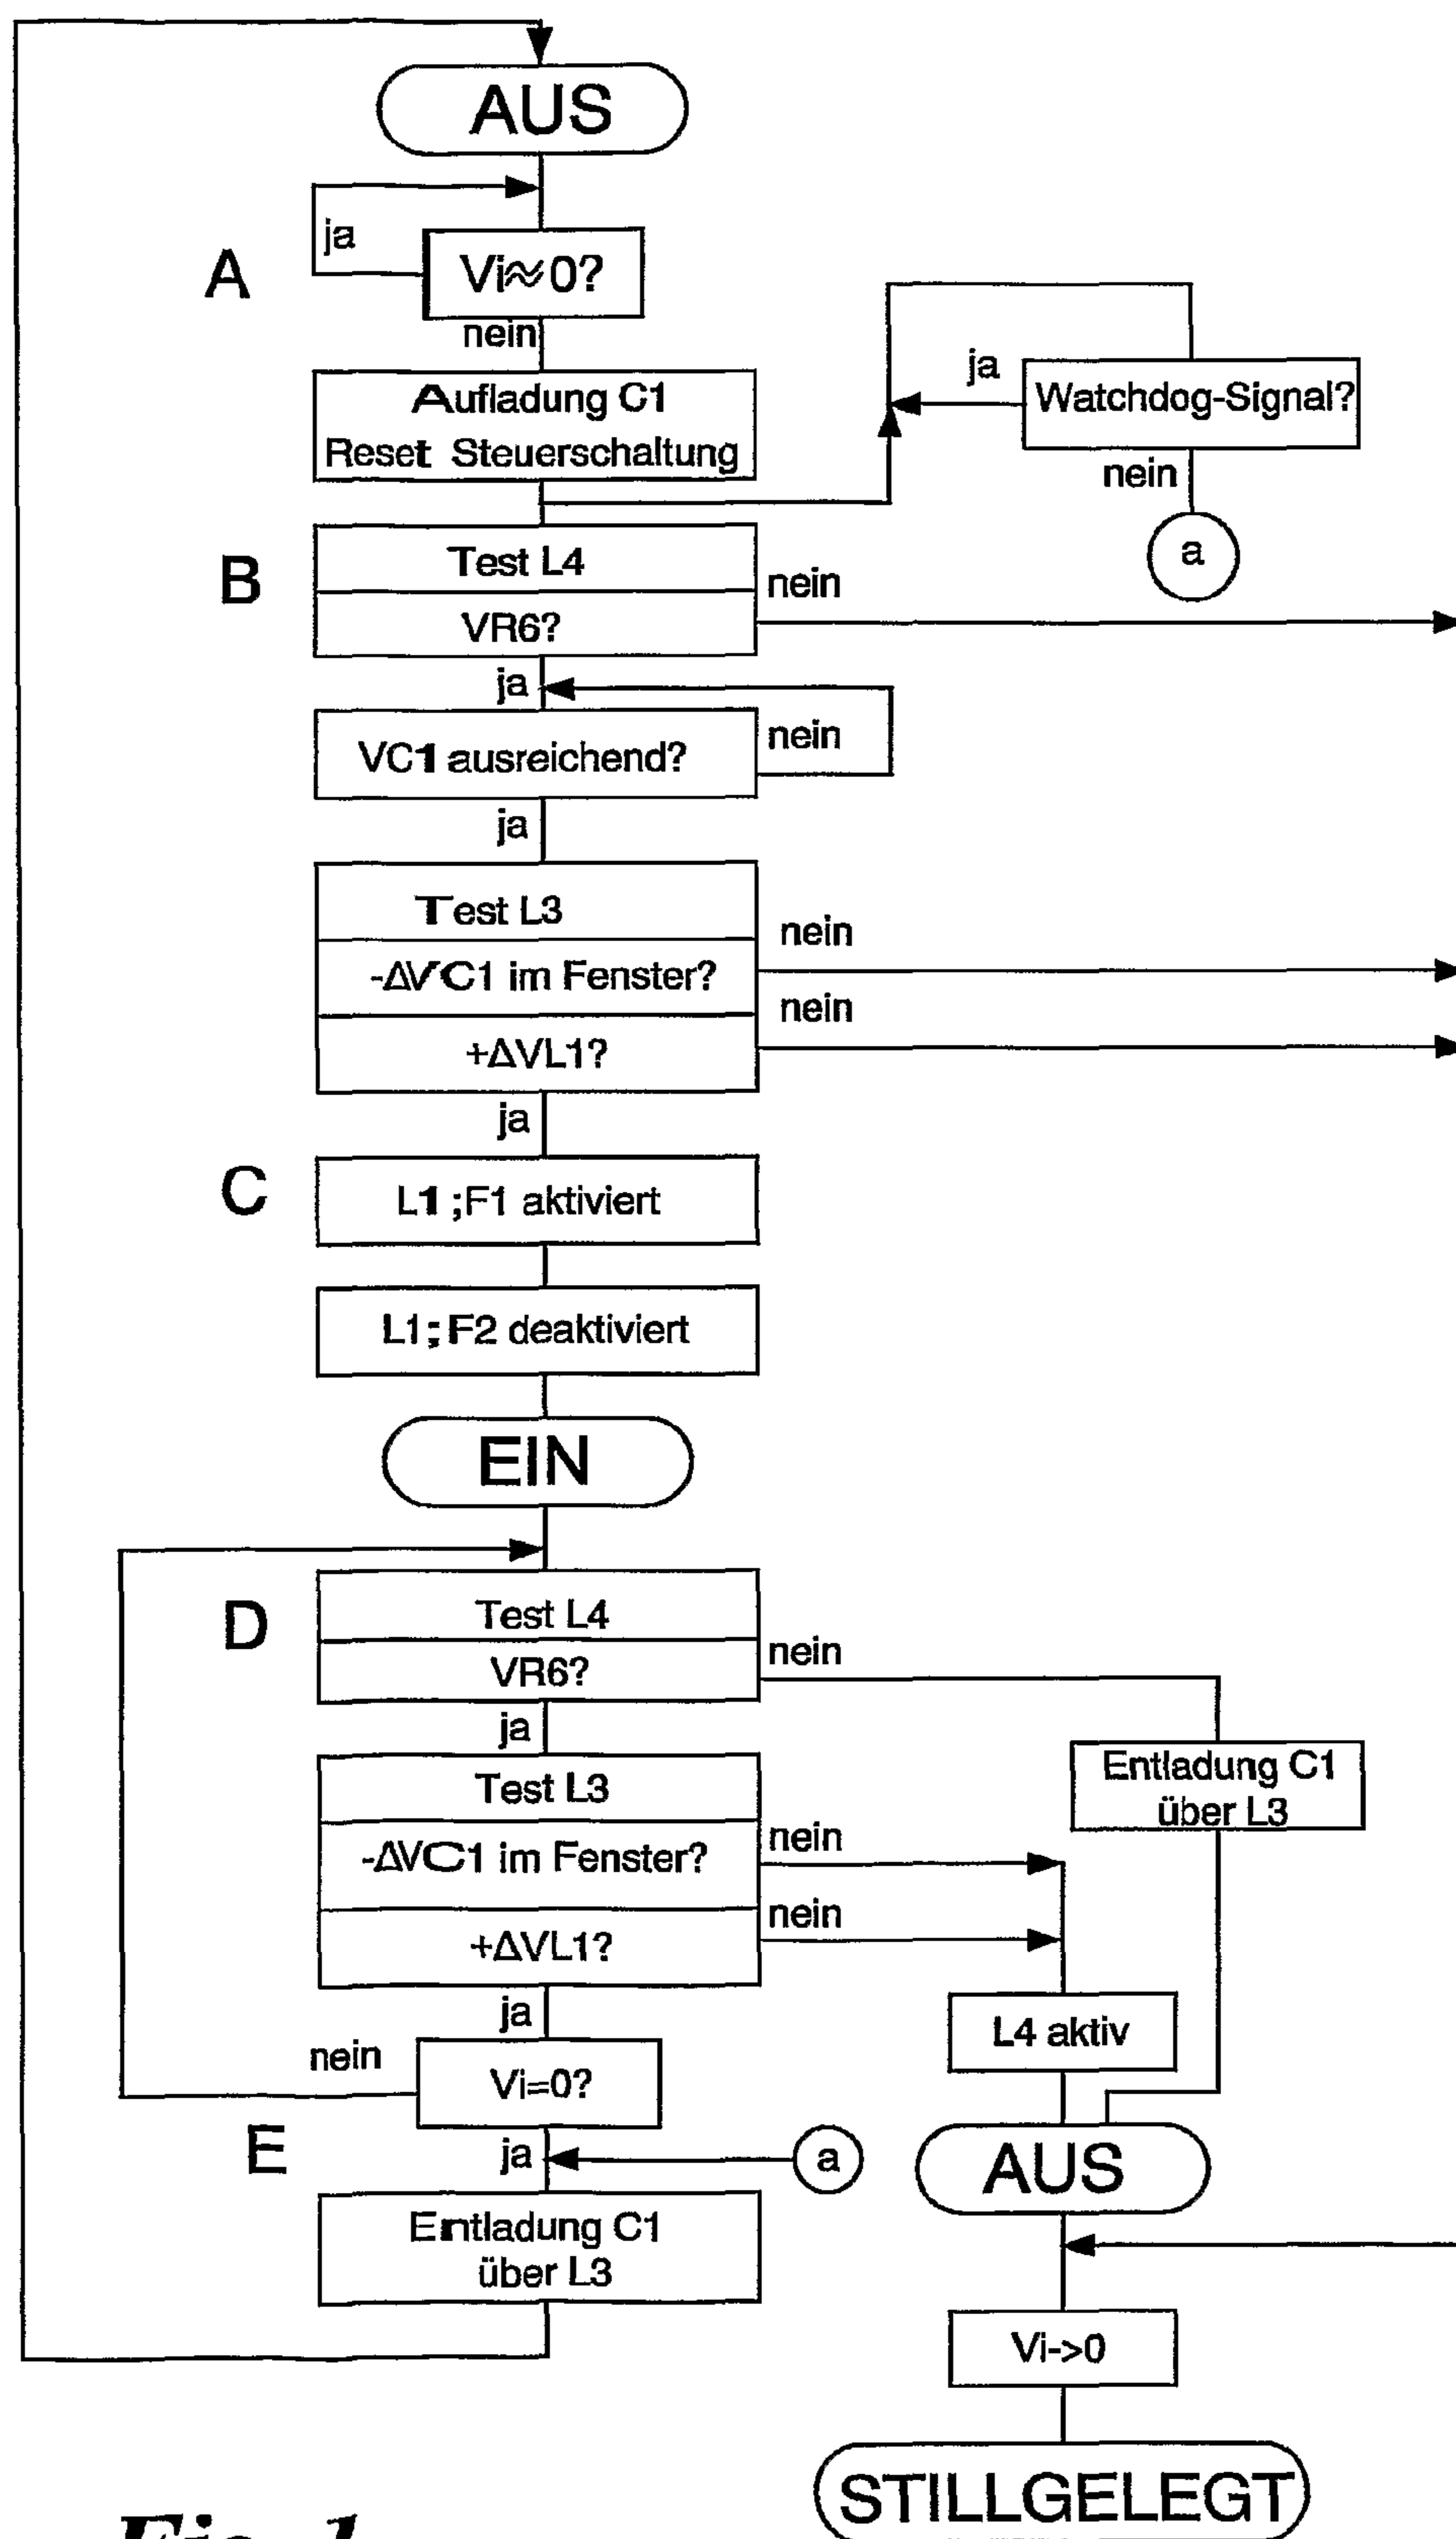 AUS
ja
A
Vi≈0?
nein
Aufladung C1
Reset Steuerschaltung
ja
Watchdog-Signal?
nein
a
B
Test L4
nein
VR6?
ja
VC1 ausreichend?
nein
ja
Test L3
nein
-ΔVC1 im Fenster?
nein
+ΔVL1?
ja
C
L1;F1 aktiviert
L1;F2 deaktiviert
EIN
D
Test L4
nein
VR6?
ja
Entladung C1
über L3
Test L3
nein
-ΔVC1 im Fenster?
nein
+ΔVL1?
ja
L4 aktiv
nein
Vi=0?
E
ja
a
AUS
Entladung C1
über L3
Vi->0
STILLGELEGT